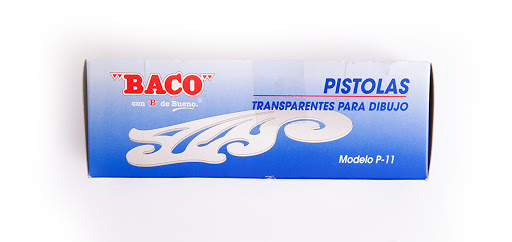 "BACO"
con "B" de Bueno.®
PISTOLAS
TRANSPARENTES PARA DIBUJO
Modelo P-11